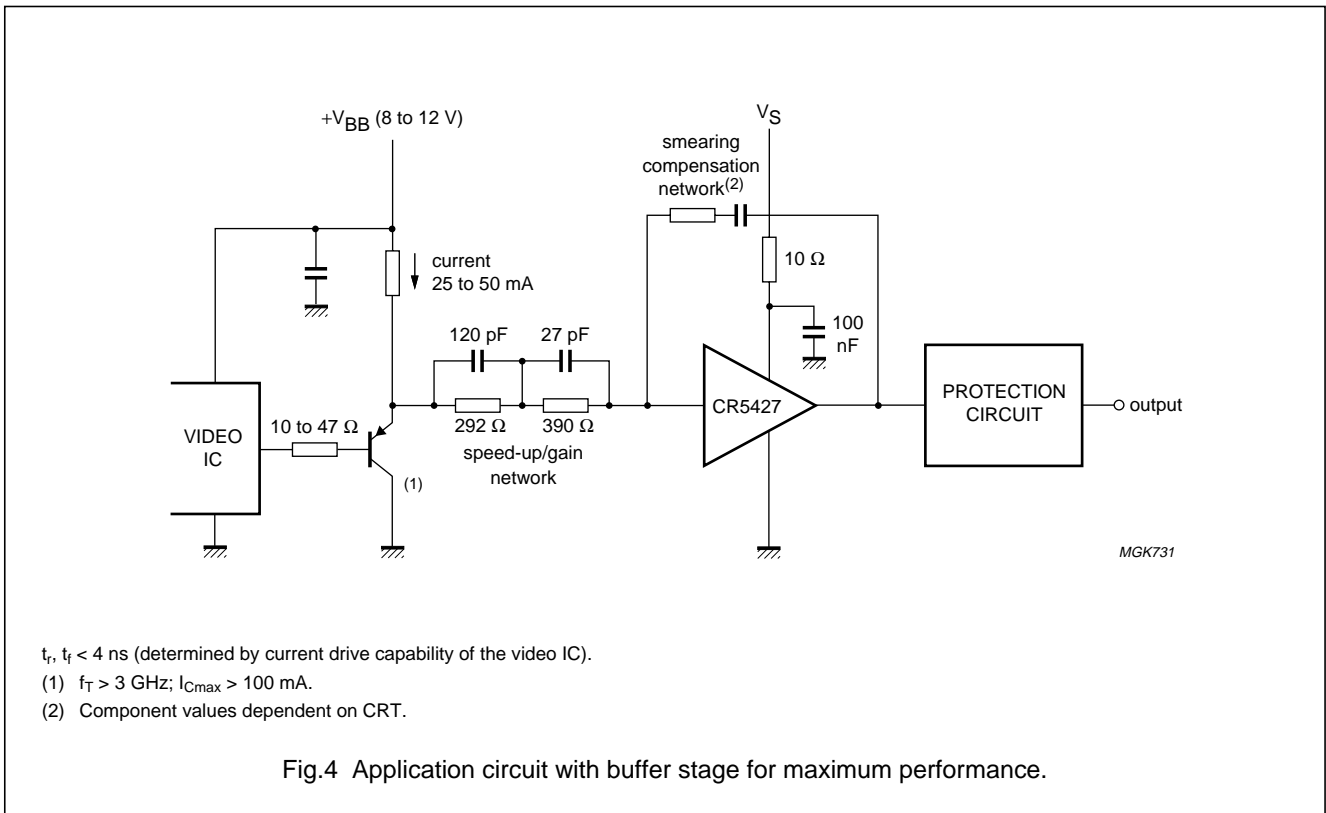 +VBB (8 to 12 V)
VS
smearing
compensation
network(2)
current
25 to 50 mA
10 Ω
120 pF
27 pF
100
nF
VIDEO
IC
10 to 47 Ω
292 Ω
390 Ω
speed-up/gain
network
(1)
CR5427
PROTECTION
CIRCUIT
output
MGK731
tr, tf < 4 ns (determined by current drive capability of the video IC).
(1) fT > 3 GHz; ICmax > 100 mA.
(2) Component values dependent on CRT.
Fig.4 Application circuit with buffer stage for maximum performance.